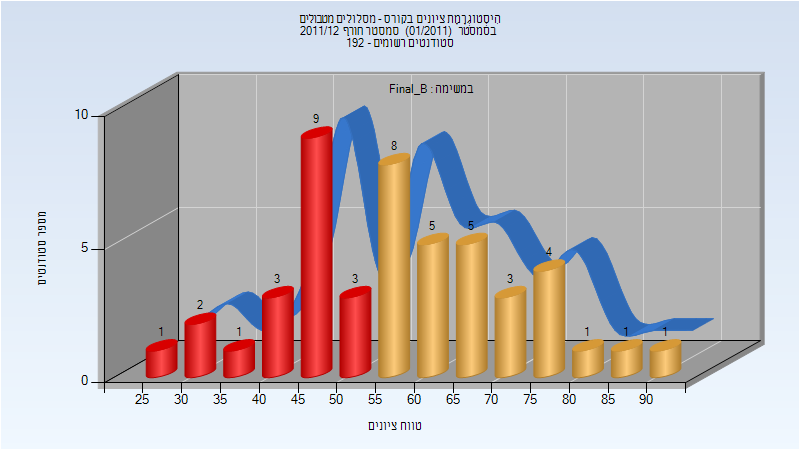 היסטוגרמת ציונים בקורס - מסלולים מטבולים
בסמסטר (01/2011) סמסטר חורף 2011/12
סטודנטים רשומים - 192
במשימה : Final_B
מספר סטודנטים
10
5
0
1
2
1
3
9
3
8
5
5
3
4
1
1
1
25 30 35 40 45 50 55 60 65 70 75 80 85 90
טווח ציונים